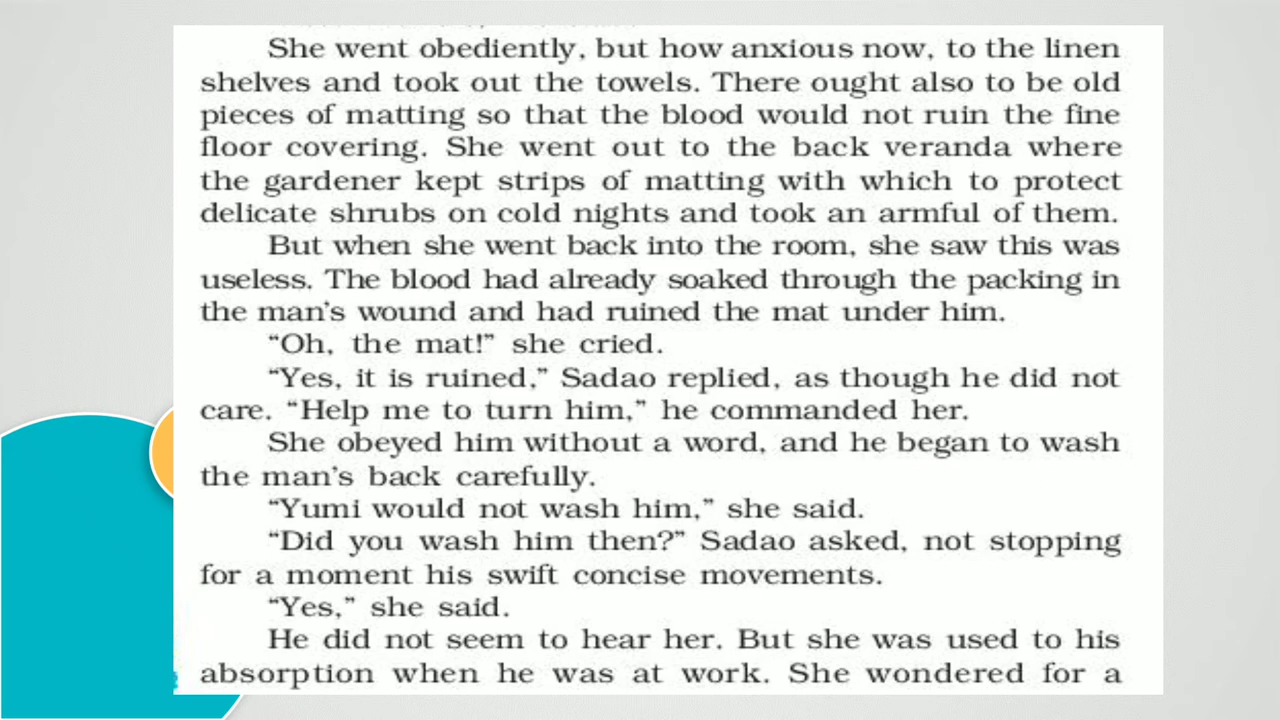 She went obediently, but how anxious now, to the linen
shelves and took out the towels. There ought also to be old
pieces of matting so that the blood would not ruin the fine
floor covering. She went out to the back veranda where
the gardener kept strips of matting with which to protect
delicate shrubs on cold nights and took an armful of them.
But when she went back into the room, she saw this was
useless. The blood had already soaked through the packing in
the man’s wound and had ruined the mat under him.
“Oh, the mat!” she cried.
“Yes, it is ruined,” Sadao replied, as though he did not
care. “Help me to turn him,” he commanded her.
She obeyed him without a word, and he began to wash
the man’s back carefully.
“Yumi would not wash him,” she said.
“Did you wash him then?” Sadao asked, not stopping
for a moment his swift concise movements.
“Yes,” she said.
He did not seem to hear her. But she was used to his
absorption when he was at work. She wondered for a